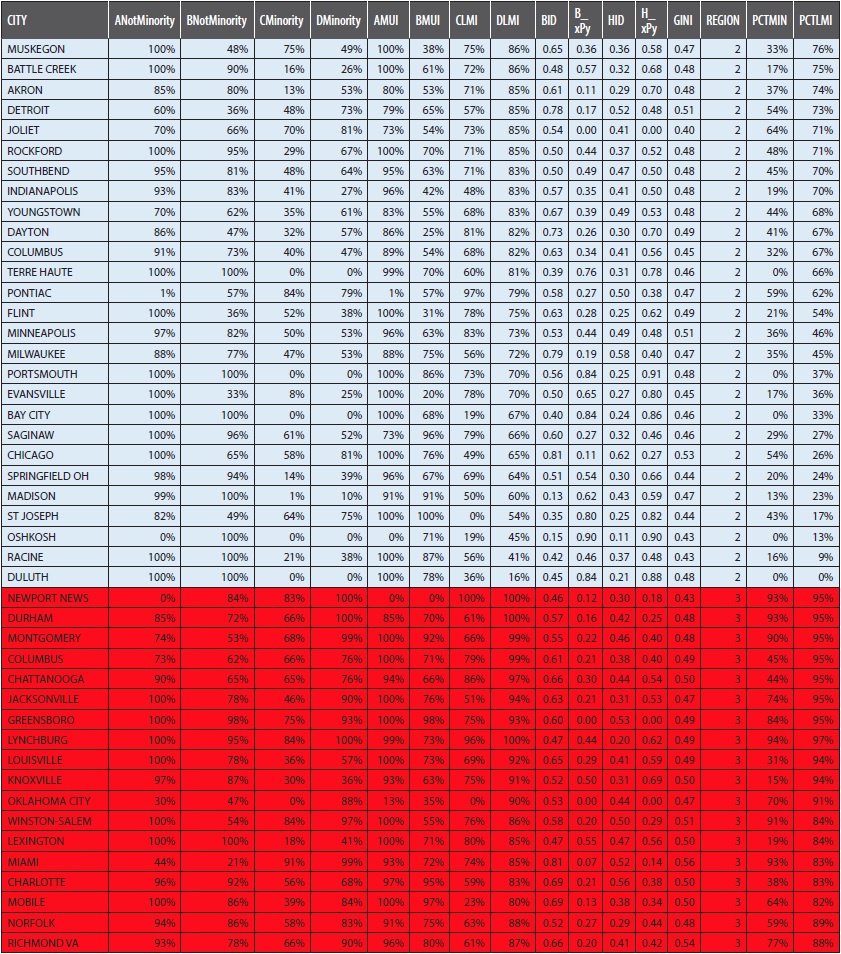 CITY ANotMinority BNotMinority CMinority DMinority AMUI BMUI CLMI DLMI BID B_xPy HID H_xPy GINI REGION PCTMIN PCTLMI
MUSKEGON 100% 48% 75% 49% 100% 38% 75% 86% 0.65 0.36 0.36 0.58 0.47 2 33% 76%
BATTLE CREEK 100% 90% 16% 26% 100% 61% 72% 86% 0.48 0.57 0.32 0.68 0.48 2 17% 75%
AKRON 85% 80% 13% 53% 80% 53% 71% 85% 0.61 0.11 0.29 0.70 0.48 2 37% 74%
DETROIT 60% 36% 48% 73% 79% 65% 57% 85% 0.78 0.17 0.52 0.48 0.51 2 54% 73%
JOLIET 70% 66% 70% 81% 73% 54% 73% 85% 0.54 0.00 0.41 0.00 0.40 2 64% 71%
ROCKFORD 100% 95% 29% 67% 100% 70% 71% 85% 0.50 0.44 0.37 0.52 0.48 2 48% 71%
SOUTHBEND 95% 81% 48% 64% 95% 63% 71% 83% 0.50 0.49 0.47 0.50 0.48 2 45% 70%
INDIANAPOLIS 93% 83% 41% 27% 96% 42% 48% 83% 0.57 0.35 0.41 0.50 0.48 2 19% 70%
YOUNGSTOWN 70% 62% 35% 61% 83% 55% 68% 83% 0.67 0.39 0.49 0.53 0.48 2 44% 68%
DAYTON 86% 47% 32% 57% 86% 25% 81% 82% 0.73 0.26 0.30 0.70 0.49 2 41% 67%
COLUMBUS 91% 73% 40% 47% 89% 54% 68% 82% 0.63 0.34 0.41 0.56 0.45 2 32% 67%
TERRE HAUTE 100% 100% 0% 0% 99% 70% 60% 81% 0.39 0.76 0.31 0.78 0.46 2 0% 66%
PONTIAC 1% 57% 84% 79% 1% 57% 97% 79% 0.58 0.27 0.50 0.38 0.47 2 59% 62%
FLINT 100% 36% 52% 38% 100% 31% 78% 75% 0.63 0.28 0.25 0.62 0.49 2 21% 54%
MINNEAPOLIS 97% 82% 50% 53% 96% 63% 83% 73% 0.53 0.44 0.49 0.48 0.51 2 36% 46%
MILWAUKEE 88% 77% 47% 53% 88% 75% 56% 72% 0.79 0.19 0.58 0.40 0.47 2 35% 45%
PORTSMOUTH 100% 100% 0% 0% 100% 86% 73% 70% 0.56 0.84 0.25 0.91 0.48 2 0% 37%
EVANSVILLE 100% 33% 8% 25% 100% 20% 78% 70% 0.50 0.65 0.27 0.80 0.45 2 17% 36%
BAY CITY 100% 100% 0% 0% 100% 68% 19% 67% 0.40 0.84 0.24 0.86 0.46 2 0% 33%
SAGINAW 100% 96% 61% 52% 73% 96% 79% 66% 0.60 0.27 0.32 0.46 0.46 2 29% 27%
CHICAGO 100% 65% 58% 81% 100% 76% 49% 65% 0.81 0.11 0.62 0.27 0.53 2 54% 26%
SPRINGFIELD OH 98% 94% 14% 39% 96% 67% 69% 64% 0.51 0.54 0.30 0.66 0.44 2 20% 24%
MADISON 99% 100% 1% 10% 91% 91% 50% 60% 0.13 0.62 0.43 0.59 0.47 2 13% 23%
ST JOSEPH 82% 49% 64% 75% 100% 100% 0% 54% 0.35 0.80 0.25 0.82 0.44 2 43% 17%
OSHKOSH 0% 100% 0% 0% 0% 71% 19% 45% 0.15 0.90 0.11 0.90 0.43 2 0% 13%
RACINE 100% 100% 21% 38% 100% 87% 56% 41% 0.42 0.46 0.37 0.48 0.43 2 16% 9%
DULUTH 100% 100% 0% 0% 100% 78% 36% 16% 0.45 0.84 0.21 0.88 0.48 2 0% 0%
NEWPORT NEWS 0% 84% 83% 100% 0% 0% 100% 100% 0.46 0.12 0.30 0.18 0.43 3 93% 95%
DURHAM 85% 72% 66% 100% 85% 70% 61% 100% 0.57 0.16 0.42 0.25 0.48 3 93% 95%
MONTGOMERY 74% 53% 68% 99% 100% 92% 66% 99% 0.55 0.22 0.46 0.40 0.48 3 90% 95%
COLUMBUS 73% 62% 66% 76% 100% 71% 79% 99% 0.61 0.21 0.38 0.40 0.49 3 45% 95%
CHATTANOOGA 90% 65% 65% 76% 94% 66% 86% 97% 0.66 0.30 0.44 0.54 0.50 3 44% 95%
JACKSONVILLE 100% 78% 46% 90% 100% 76% 51% 94% 0.63 0.21 0.31 0.53 0.47 3 74% 95%
GREENSBORO 100% 98% 75% 93% 100% 98% 75% 93% 0.60 0.00 0.53 0.00 0.49 3 84% 95%
LYNCHBURG 100% 95% 84% 100% 99% 73% 96% 100% 0.47 0.44 0.20 0.62 0.49 3 94% 97%
LOUISVILLE 100% 78% 36% 57% 100% 73% 69% 92% 0.65 0.29 0.41 0.59 0.49 3 31% 94%
KNOXVILLE 97% 87% 30% 36% 93% 63% 75% 91% 0.52 0.50 0.31 0.69 0.50 3 15% 94%
OKLAHOMA CITY 30% 47% 0% 88% 13% 35% 0% 90% 0.53 0.00 0.44 0.00 0.47 3 70% 91%
WINSTON-SALEM 100% 54% 84% 97% 100% 55% 76% 86% 0.58 0.20 0.50 0.29 0.51 3 91% 84%
LEXINGTON 100% 100% 18% 41% 100% 71% 80% 85% 0.47 0.55 0.47 0.56 0.50 3 19% 84%
MIAMI 44% 21% 91% 99% 93% 72% 74% 85% 0.81 0.07 0.52 0.14 0.56 3 93% 83%
CHARLOTTE 96% 92% 56% 68% 97% 95% 59% 83% 0.69 0.21 0.56 0.38 0.50 3 38% 83%
MOBILE 100% 86% 39% 84% 100% 97% 23% 80% 0.69 0.13 0.38 0.34 0.50 3 64% 82%
NORFOLK 94% 86% 58% 83% 91% 75% 63% 88% 0.52 0.27 0.29 0.44 0.48 3 59% 89%
RICHMOND VA 93% 78% 66% 90% 96% 80% 61% 87% 0.66 0.20 0.41 0.42 0.54 3 77% 88%